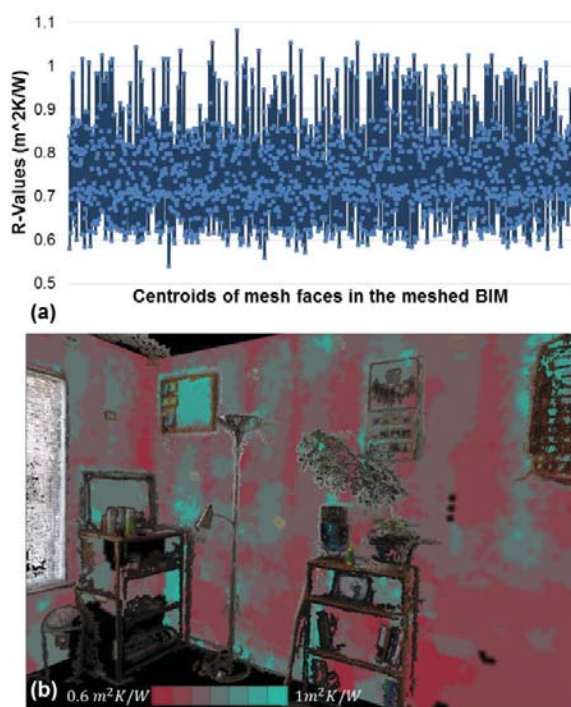 1.1
1
0.9
0.8
0.7
0.6
0.5
R-Values (m^2K/W)
Centroids of mesh faces in the meshed BIM
(a)
(b) 0.6 m²K/W 1m²K/W